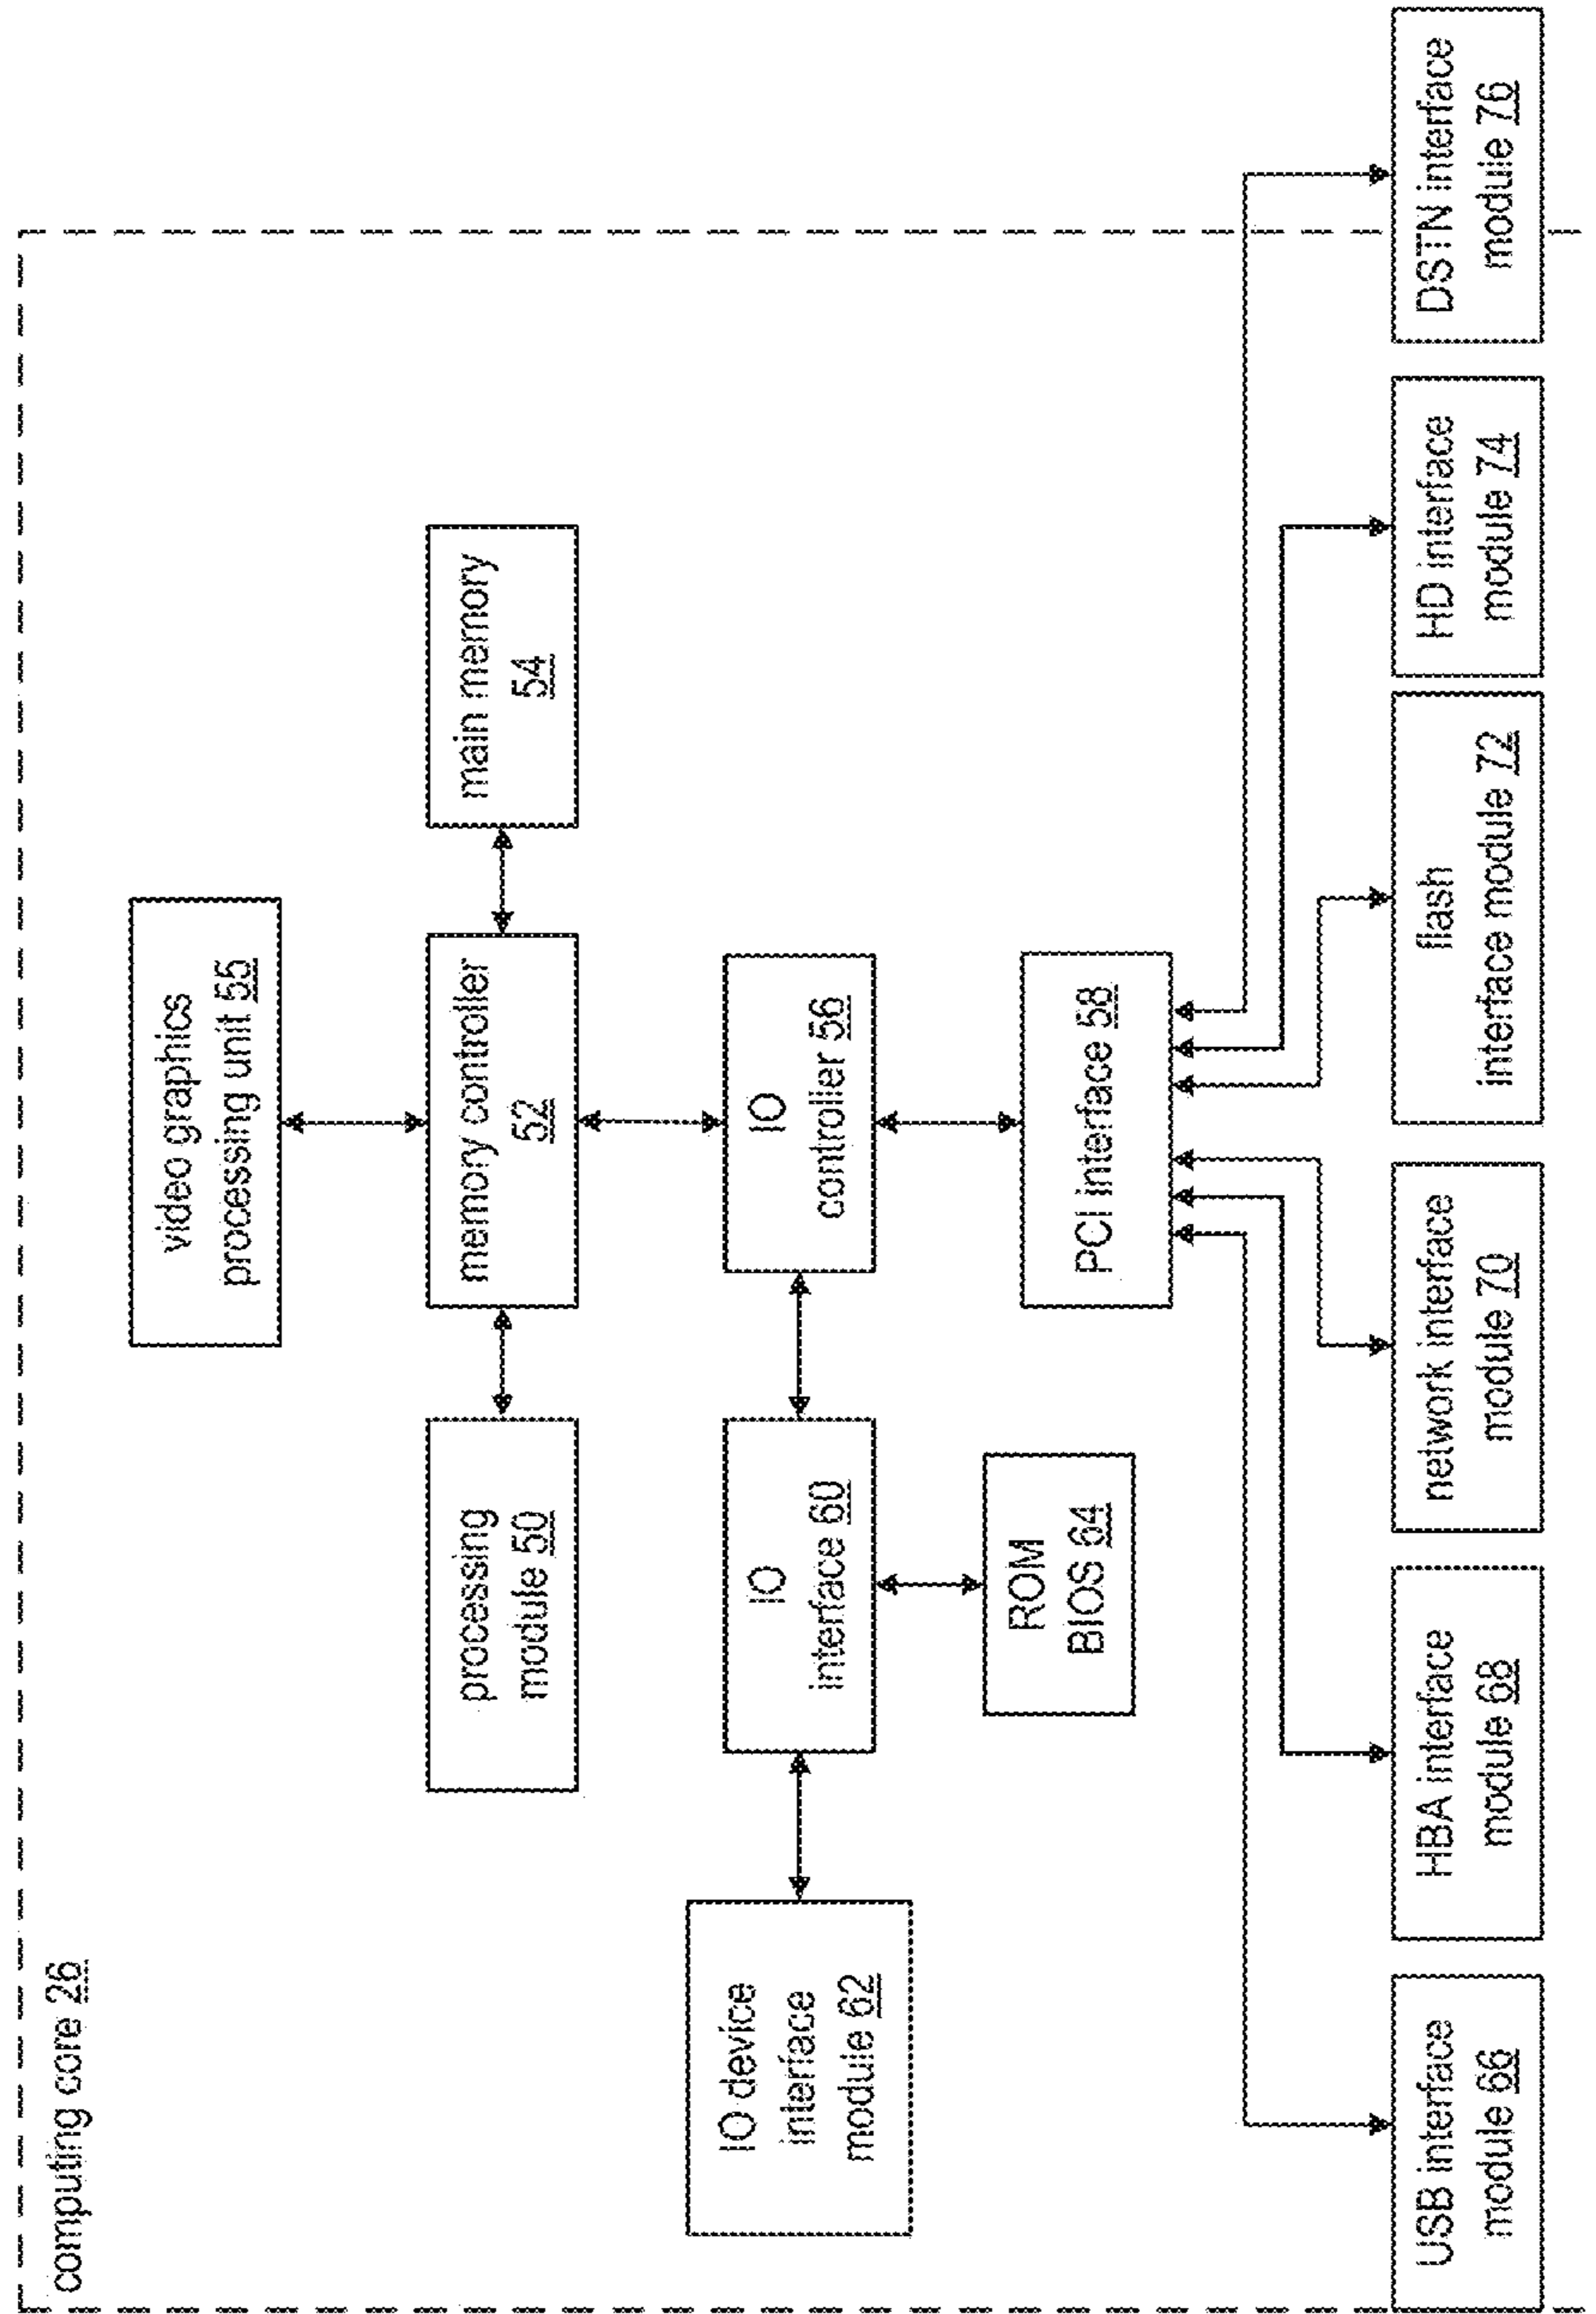 computing core 26
video graphics
processing unit 55
processing
module 50
memory controller
52
main memory
54
IO device
interface
module 62
IO
interface 60
IO
controller 56
ROM
BIOS 64
PCI interface 58
USB interface
module 66
HBA interface
module 68
network interface
module 70
flash
interface module 72
HD interface
module 74
DSTN interface
module 76